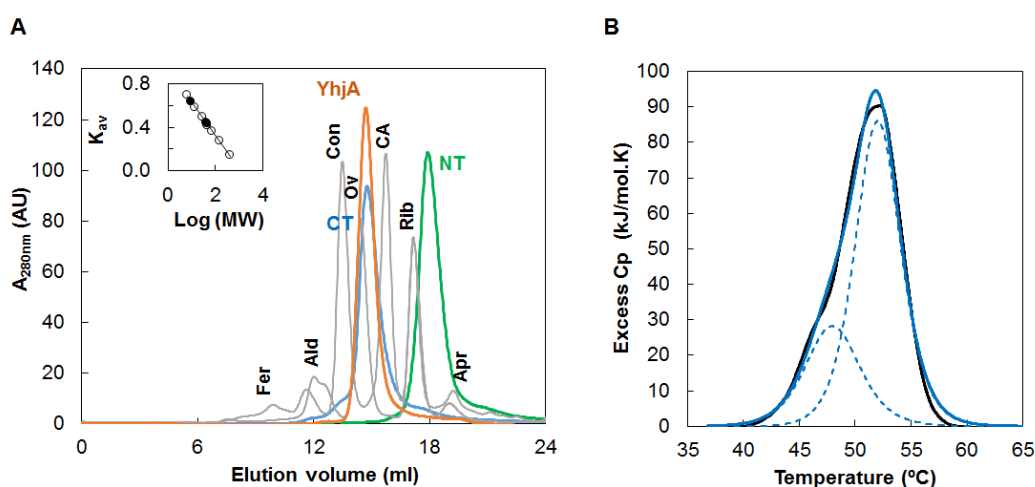 A
140
120
100
80
60
40
20
0
A280nm (AU)
0
6
12
18
24
Elution volume (ml)
0.8
0.4
0.0
Kav
0
2
4
Log (MW)
YhjA
Con
Ov
CT
CA
NT
Rib
Ald
Fer
Apr
B
100
90
80
70
60
50
40
30
20
10
0
Excess Cp (kJ/mol.K)
35
40
45
50
55
60
65
Temperature (ºC)